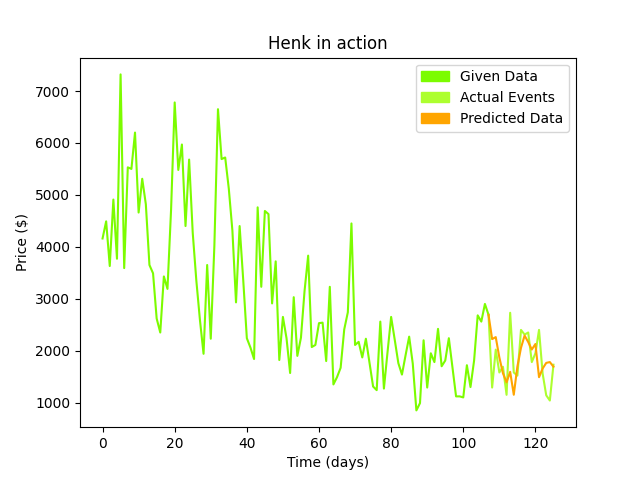 Henk in action
Given Data
Actual Events
Predicted Data
Price ($)
7000
6000
5000
4000
3000
2000
1000
0 20 40 60 80 100 120
Time (days)